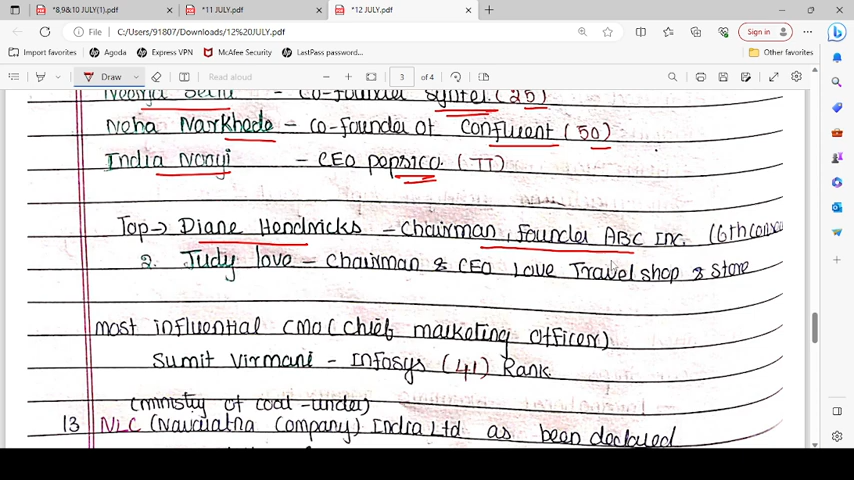 *8,9&10 JULY(1).pdf
*11 JULY.pdf
*12 JULY.pdf
File
C:/Users/91807/Downloads/12%20JULY.pdf
Sign in
Import favorites
Agoda
Express VPN
McAfee Security
LastPass password...
Other favorites
Draw
Read aloud
3
of 4
- Co-founder Syntel (25)
Neha Narkhede - Co-founder of Confluent (50)
India Nooyi - CEO pepsico. (77)
Top→ Diane Hendricks - Chairman, Founder ABC Inc. (6th
2. Judy love - Chairman & CEO Love Travel shop & store
most influential CMO (Chief marketing Officer)
Sumit Virmani - Infosys (41) Rank
(ministry of coal-under)
13 NLC (Navaratna Company) India Ltd as been declared